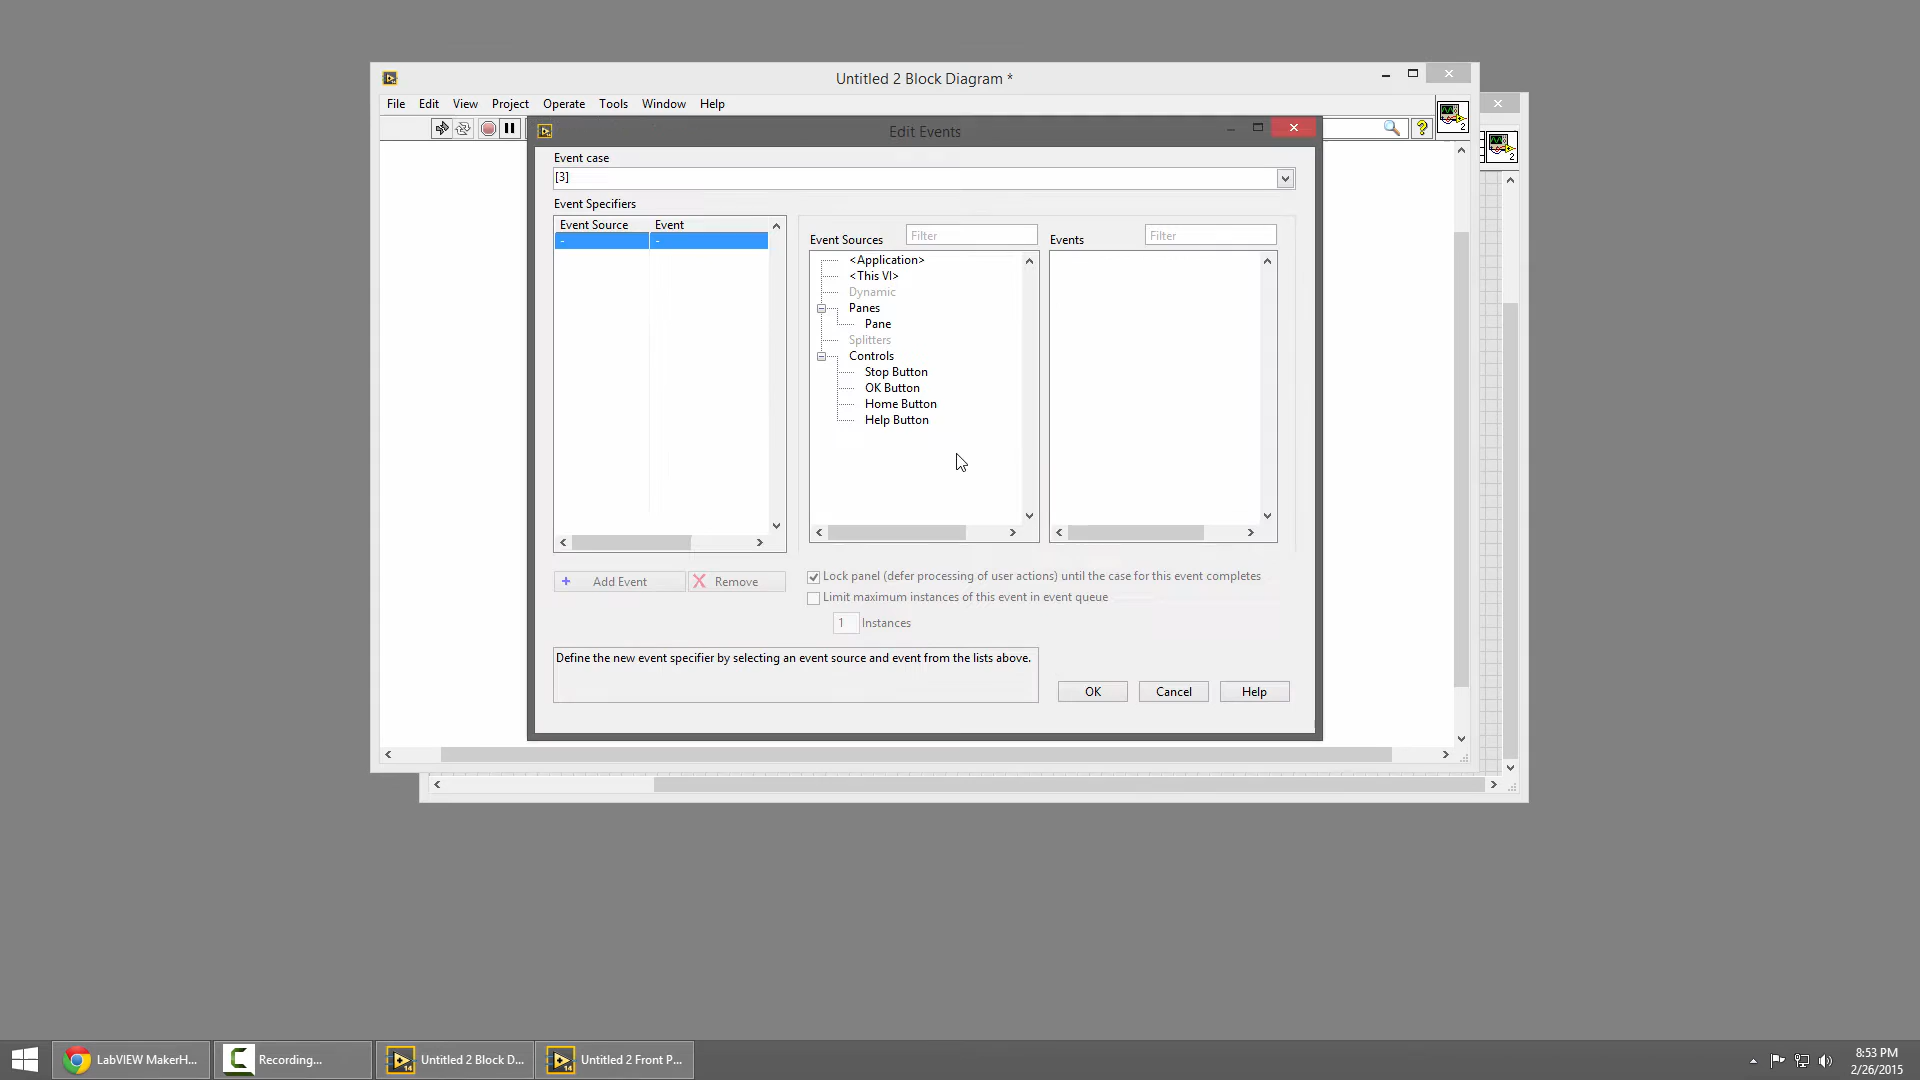 Untitled 2 Block Diagram *
File Edit View Project Operate Tools Window Help
2
2
Edit Events
Event case
[3]
Event Specifiers
Event Source Event
- -
Event Sources Filter Events Filter
<Application>
<This VI>
Dynamic
Panes
Pane
Splitters
Controls
Stop Button
OK Button
Home Button
Help Button
+ Add Event
X Remove
Lock panel (defer processing of user actions) until the case for this event completes
Limit maximum instances of this event in event queue
1 Instances
Define the new event specifier by selecting an event source and event from the lists above.
OK Cancel Help
LabVIEW MakerH... Recording... Untitled 2 Block D... Untitled 2 Front P...
14 14
8:53 PM
2/26/2015